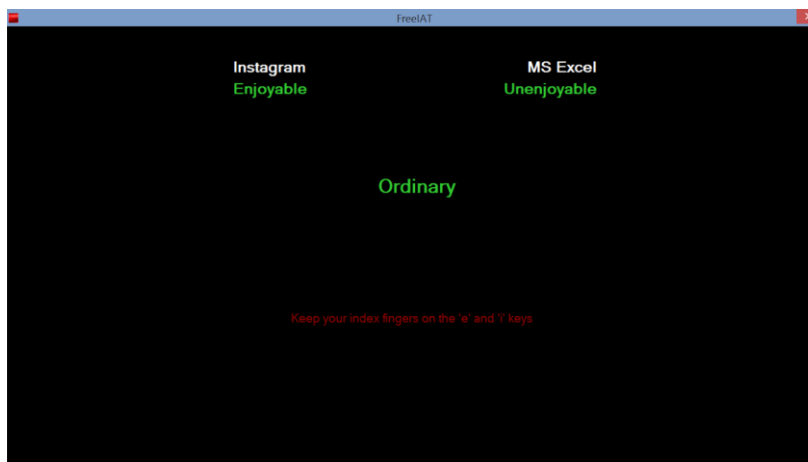 FreeIAT
Instagram MS Excel
Enjoyable Unenjoyable
Ordinary
Keep your index fingers on the 'e' and 'i' keys